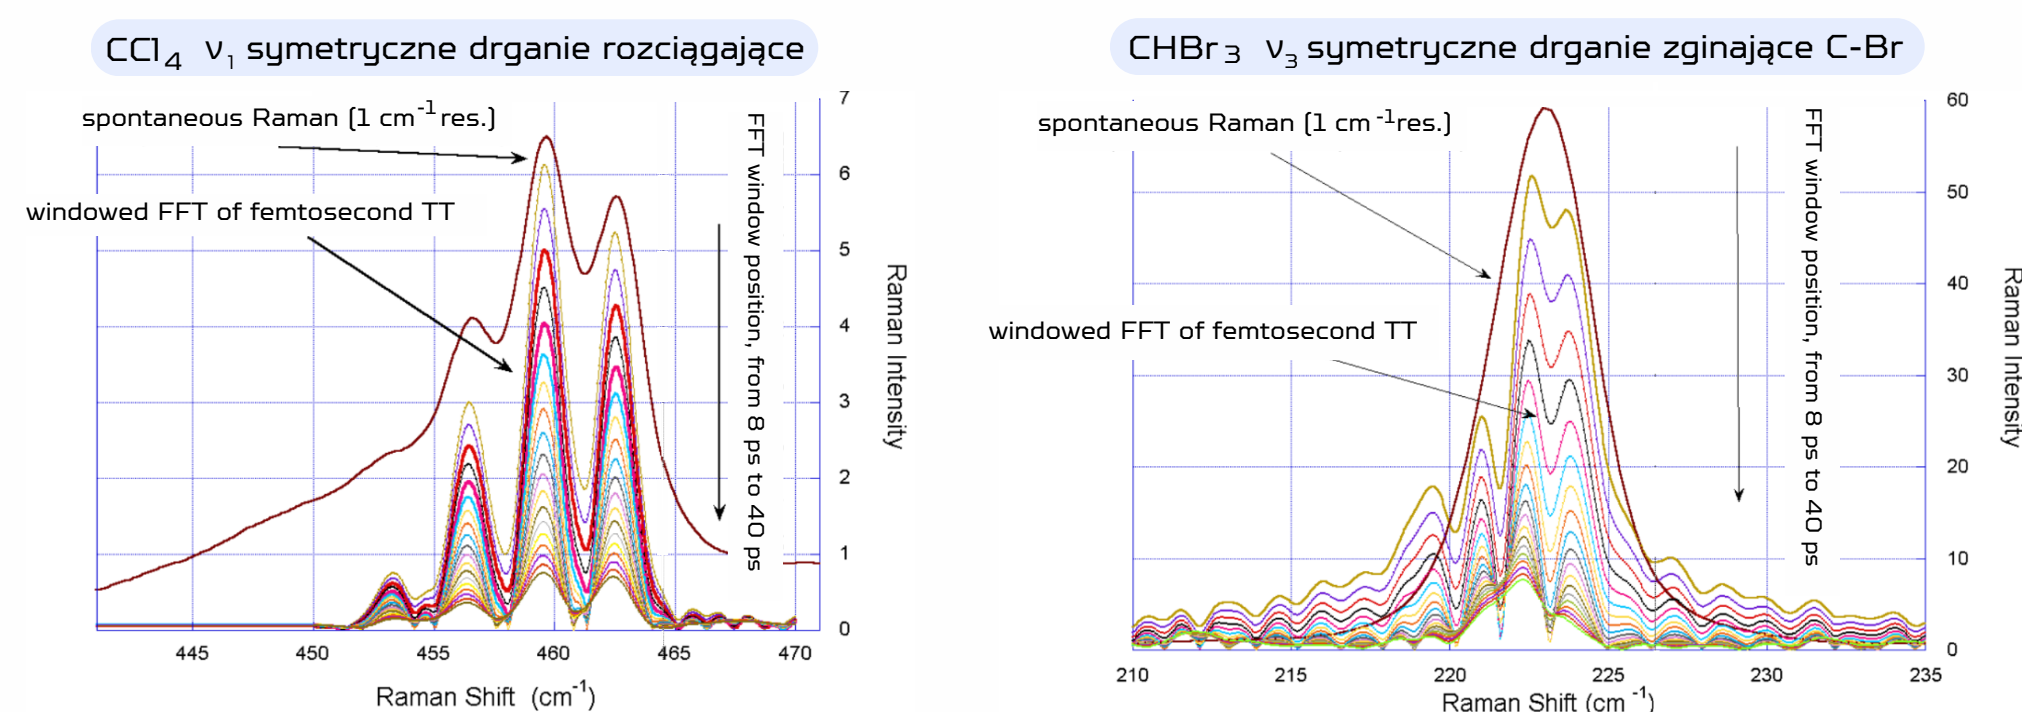 CCl4 ν1 symetryczne drganie rozciągające
spontaneous Raman (1 cm-1 res.)
windowed FFT of femtosecond TT
FFT window position, from 8 ps to 40 ps
7
6
5
4
3
2
1
0
Raman Intensity
445 450 455 460 465 470
Raman Shift (cm-1)
CHBr3 ν3 symetryczne drganie zginające C-Br
spontaneous Raman (1 cm-1 res.)
windowed FFT of femtosecond TT
FFT window position, from 8 ps to 40 ps
60
50
40
30
20
10
0
Raman Intensity
210 215 220 225 230 235
Raman Shift (cm-1)